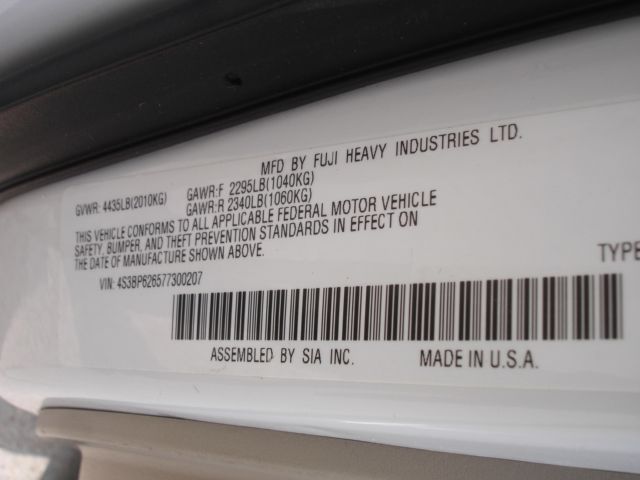 MFD BY FUJI HEAVY INDUSTRIES LTD.
GVWR: 4435LB(2010KG) GAWR:F 2295LB(1040KG)
GAWR:R 2340LB(1060KG)
THIS VEHICLE CONFORMS TO ALL APPLICABLE FEDERAL MOTOR VEHICLE
SAFETY, BUMPER, AND THEFT PREVENTION STANDARDS IN EFFECT ON
THE DATE OF MANUFACTURE SHOWN ABOVE.
VIN: 4S3BP626577300207 TYPE
ASSEMBLED BY SIA INC. MADE IN U.S.A.